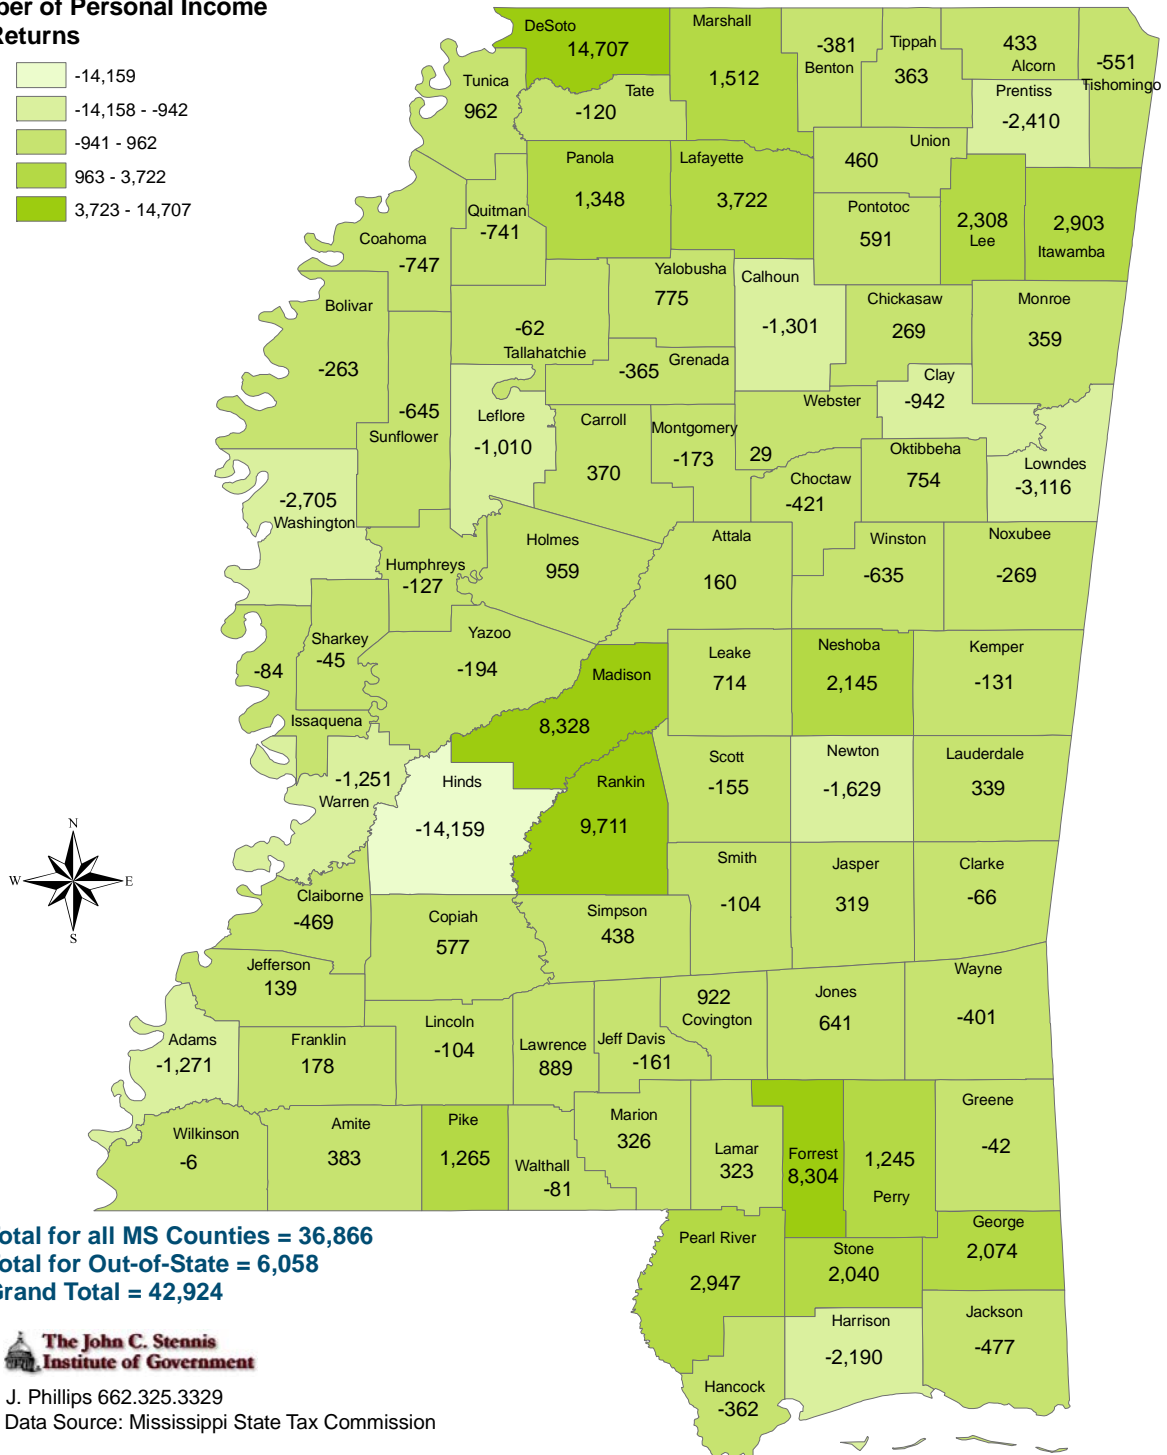 ber of Personal Income
Returns
-14,159
-14,158 - -942
-941 - 962
963 - 3,722
3,723 - 14,707
DeSoto
14,707
Marshall
1,512
-381
Benton
Tippah
363
433
Alcorn
-551
Tishomingo
Tunica
962
Tate
-120
Prentiss
-2,410
Union
460
Panola
1,348
Lafayette
3,722
Pontotoc
591
2,308
Lee
2,903
Itawamba
Quitman
-741
Coahoma
-747
Yalobusha
775
Calhoun
-1,301
Chickasaw
269
Monroe
359
Bolivar
-263
-62
Tallahatchie
-365
Grenada
Clay
-942
-645
Sunflower
Leflore
-1,010
Carroll
370
Montgomery
-173
Webster
29
Choctaw
-421
Oktibbeha
754
Lowndes
-3,116
-2,705
Washington
Humphreys
-127
Holmes
959
Attala
160
Winston
-635
Noxubee
-269
Sharkey
-45
-84
Issaquena
Yazoo
-194
Madison
8,328
Leake
714
Neshoba
2,145
Kemper
-131
-1,251
Warren
Hinds
-14,159
Rankin
9,711
Scott
-155
Newton
-1,629
Lauderdale
339
N
W
E
S
Claiborne
-469
Copiah
577
Simpson
438
Smith
-104
Jasper
319
Clarke
-66
Jefferson
139
Adams
-1,271
Franklin
178
Lincoln
-104
Lawrence
889
Jeff Davis
-161
922
Covington
Jones
641
Wayne
-401
Wilkinson
-6
Amite
383
Pike
1,265
Walthall
-81
Marion
326
Lamar
323
Forrest
8,304
1,245
Perry
Greene
-42
Pearl River
2,947
Stone
2,040
George
2,074
Harrison
-2,190
Jackson
-477
Hancock
-362
Total for all MS Counties = 36,866
Total for Out-of-State = 6,058
Grand Total = 42,924
The John C. Stennis
Institute of Government
J. Phillips 662.325.3329
Data Source: Mississippi State Tax Commission